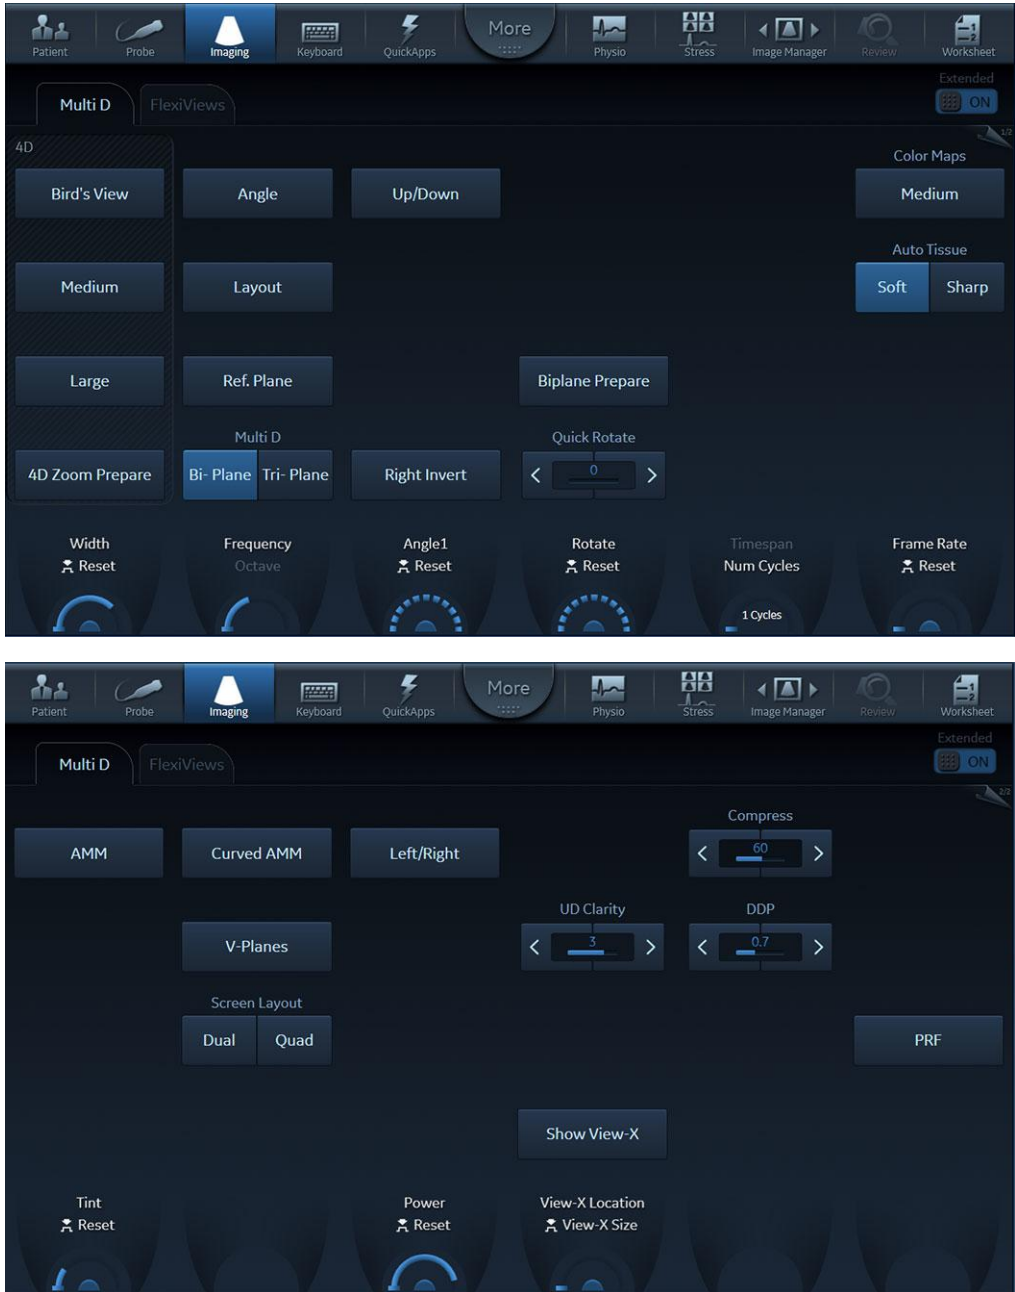 Patient Probe Imaging Keyboard QuickApps More Physio Stress Image Manager Review Worksheet
Extended
Multi D FlexiViews ON
1/2
4D
Color Maps
Bird's View Angle Up/Down Medium
Auto Tissue
Medium Layout Soft Sharp
Large Ref. Plane Biplane Prepare
Multi D Quick Rotate
4D Zoom Prepare Bi- Plane Tri- Plane Right Invert < 0 >
Width Frequency Angle1 Rotate Timespan Frame Rate
Reset Octave Reset Reset Num Cycles Reset
1 Cycles
Patient Probe Imaging Keyboard QuickApps More Physio Stress Image Manager Review Worksheet
Extended
Multi D FlexiViews ON
2/2
Compress
AMM Curved AMM Left/Right < 60 >
UD Clarity DDP
V-Planes < 3 > < 0.7 >
Screen Layout
Dual Quad PRF
Show View-X
Tint Power View-X Location
Reset Reset View-X Size